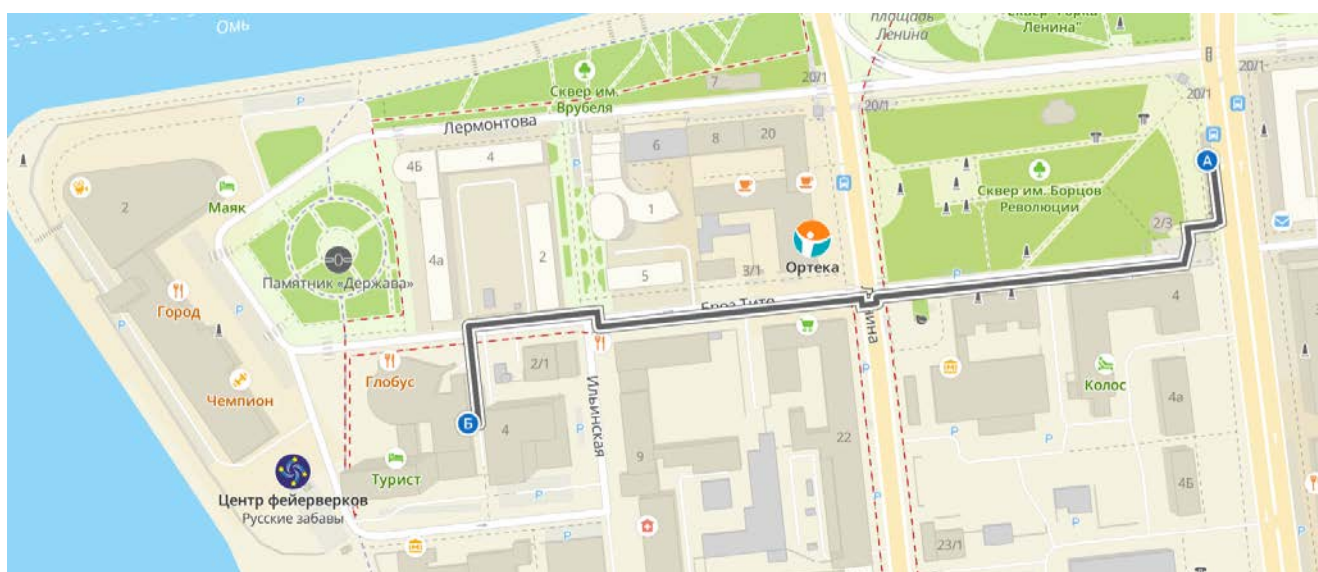 Омь
площадь
Ленина
Сквер "Горка
Ленина"
7
20/1
20/1
20/1
20/1
Сквер им.
Врубеля
Лермонтова
4Б
4
6
8
20
А
2
Маяк
1
Сквер им. Борцов
Революции
2/3
4а
2
Ортека
5
3/1
Памятник «Держава»
Город
Броз Тито
Ленина
4
2/1
Глобус
Чемпион
Колос
4а
Ильинская
Б
4
22
9
Турист
4Б
Центр фейерверков
Русские забавы
23/1
P
P
P
P
P
P
P
P
P
P
P
P